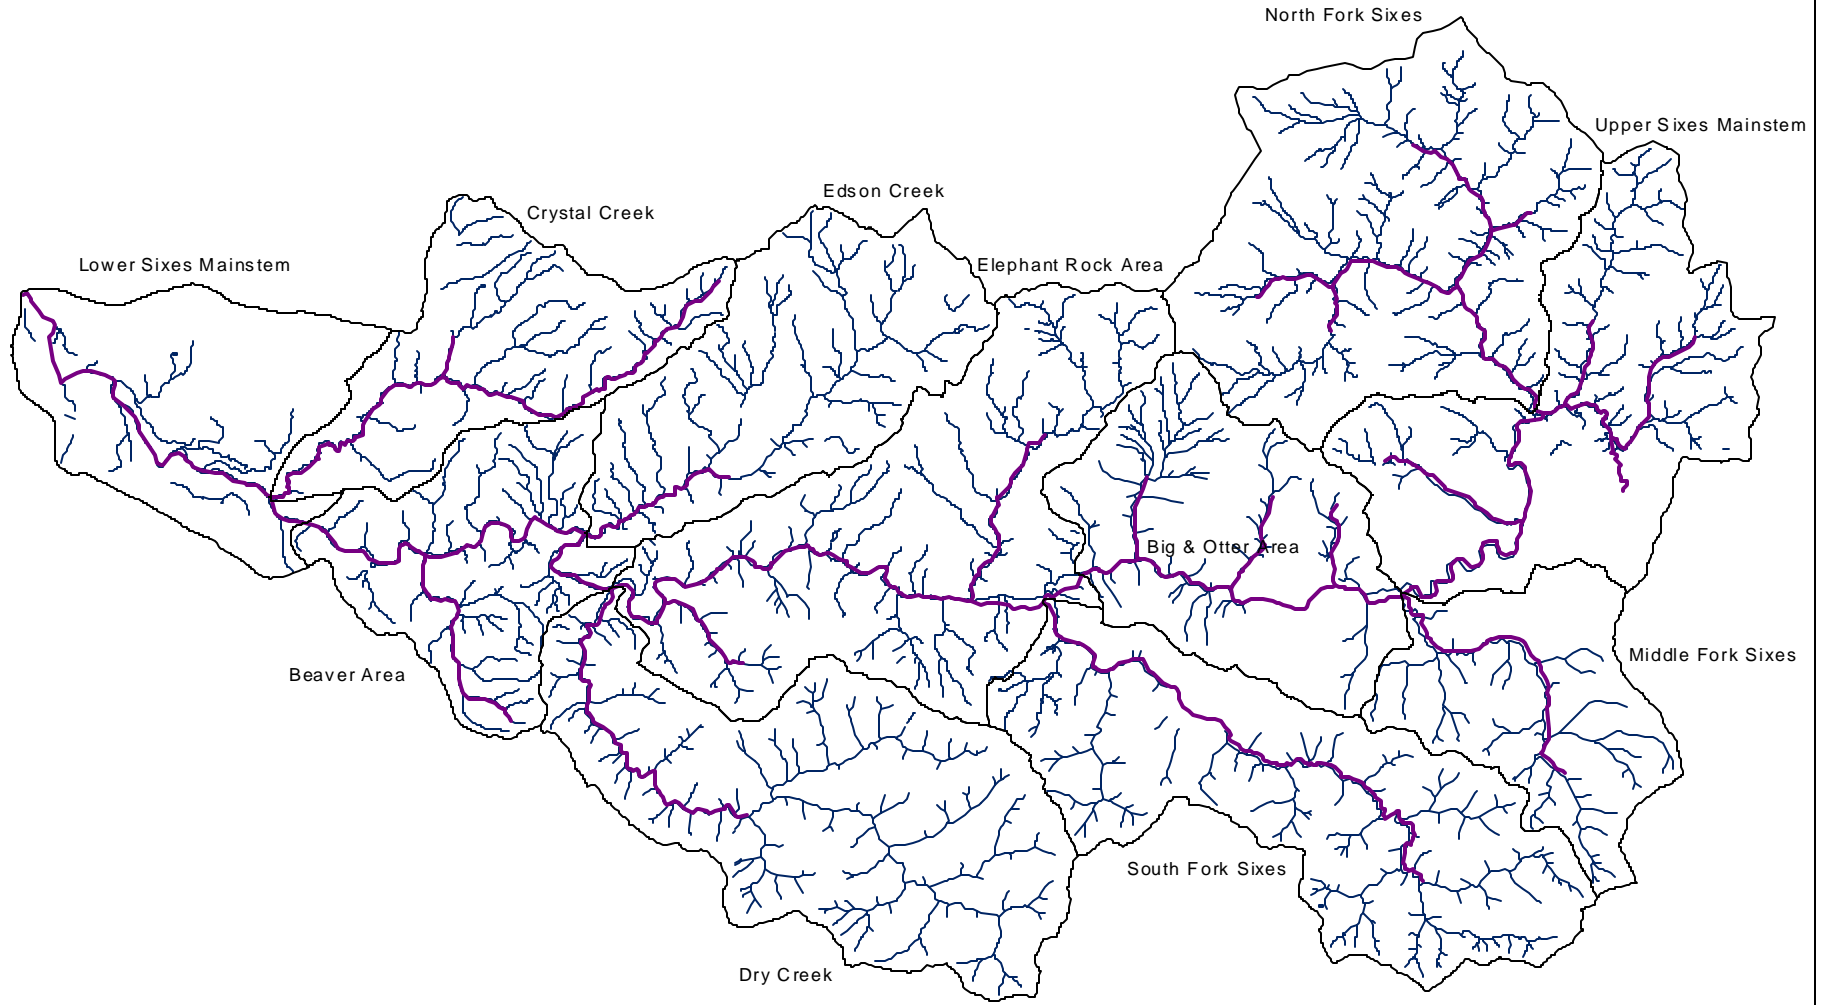 North Fork Sixes
Upper Sixes Mainstem
Edson Creek
Crystal Creek
Lower Sixes Mainstem
Elephant Rock Area
Big & Otter Area
Middle Fork Sixes
Beaver Area
South Fork Sixes
Dry Creek